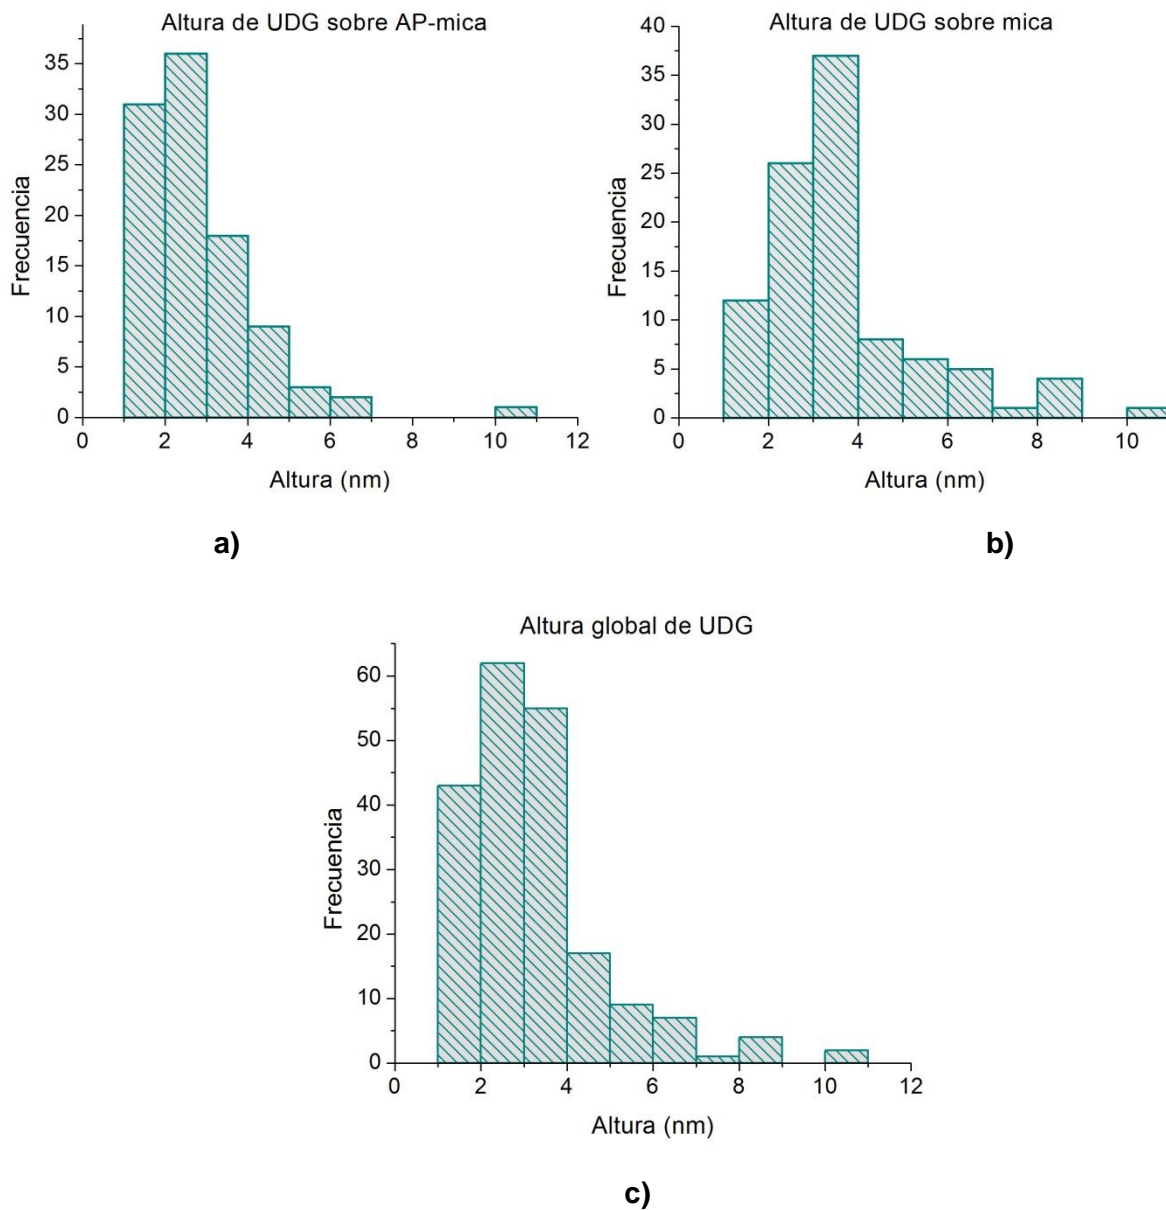 Altura de UDG sobre AP-mica
Frecuencia
35
30
25
20
15
10
5
0
0 2 4 6 8 10 12
Altura (nm)
a)
Altura de UDG sobre mica
Frecuencia
40
35
30
25
20
15
10
5
0
0 2 4 6 8 10
Altura (nm)
b)
Altura global de UDG
Frecuencia
60
50
40
30
20
10
0
0 2 4 6 8 10 12
Altura (nm)
c)